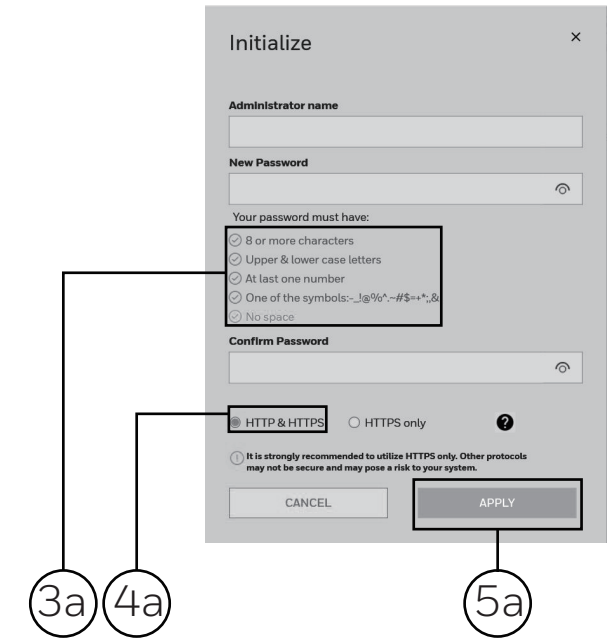 Initialize ×
Administrator name
New Password
Your password must have:
8 or more characters
Upper & lower case letters
At last one number
One of the symbols:-_!@%^.~#$=+*;,&
No space
Confirm Password
HTTP & HTTPS HTTPS only ?
It is strongly recommended to utilize HTTPS only. Other protocols
may not be secure and may pose a risk to your system.
CANCEL APPLY
3a 4a 5a